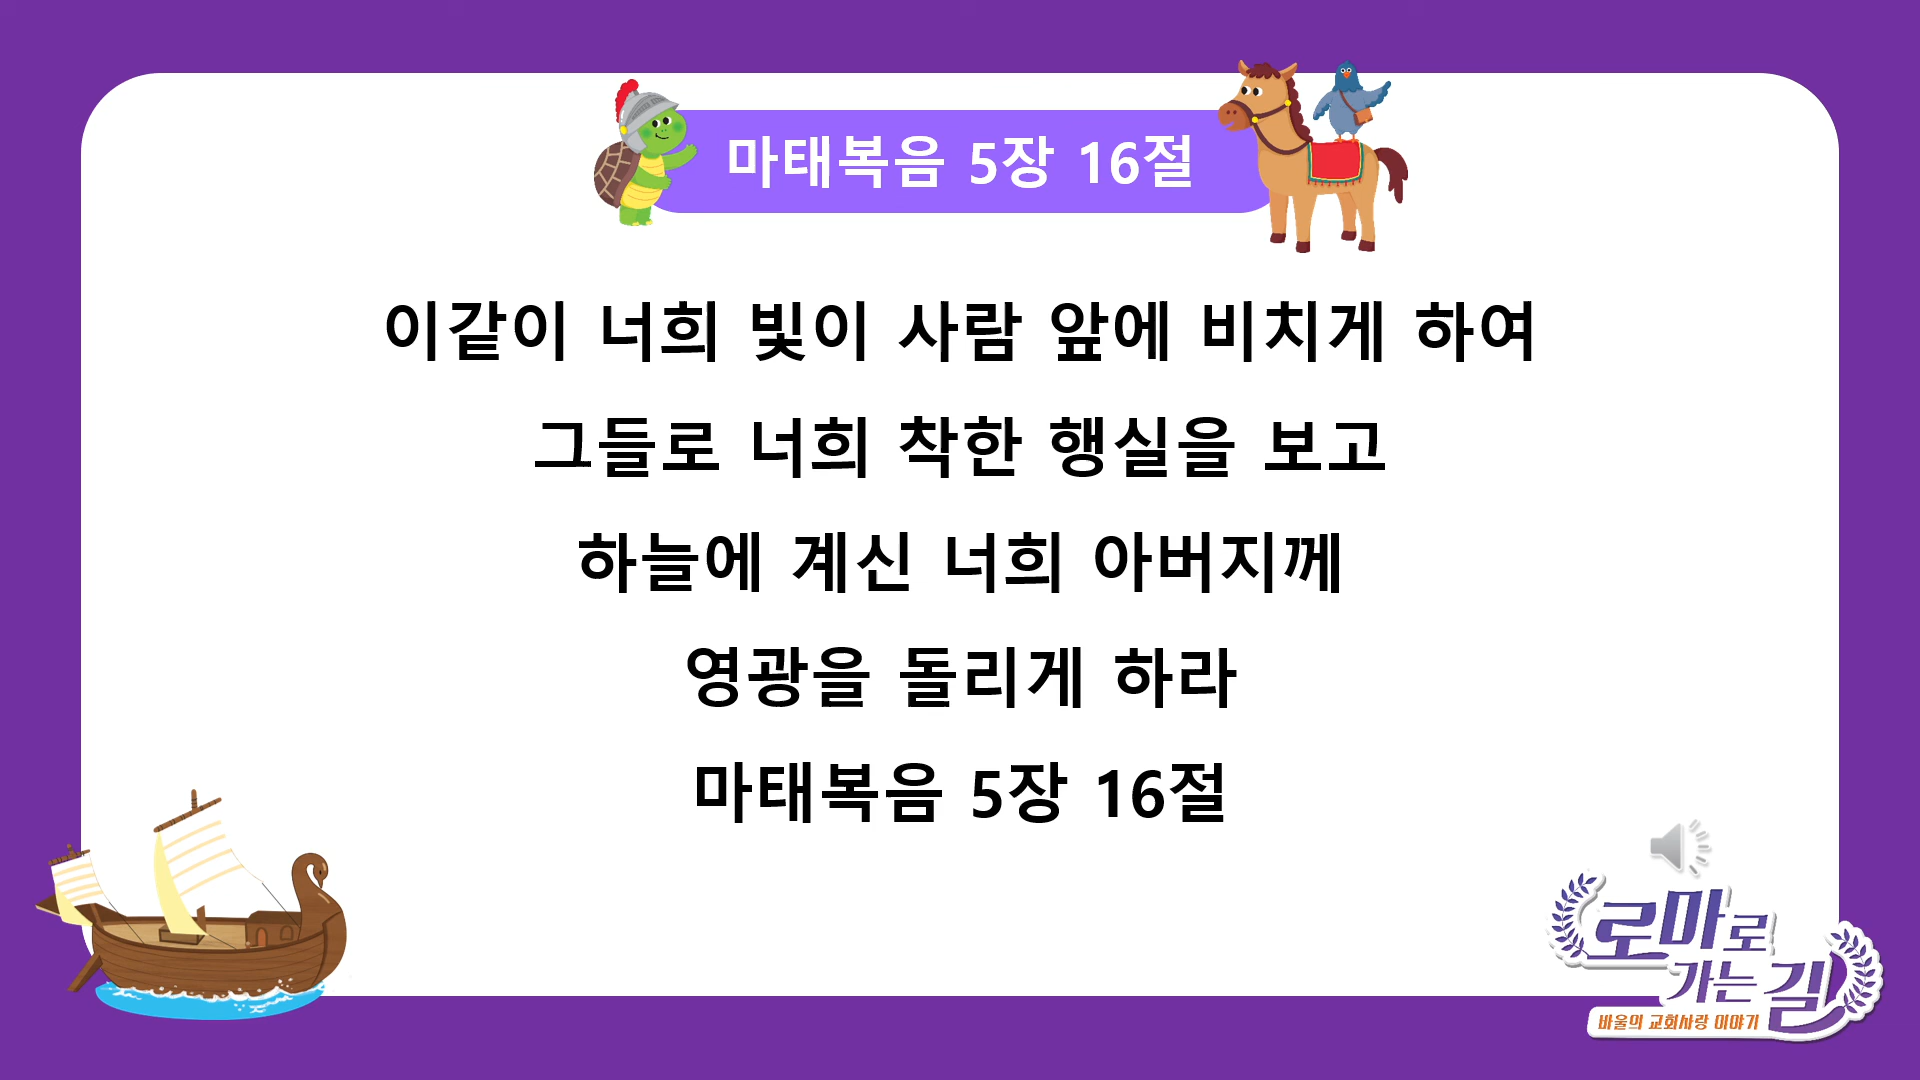 마태복음 5장 16절
이같이 너희 빛이 사람 앞에 비치게 하여
그들로 너희 착한 행실을 보고
하늘에 계신 너희 아버지께
영광을 돌리게 하라
마태복음 5장 16절
로마로
가는 길
바울의 교회사랑 이야기